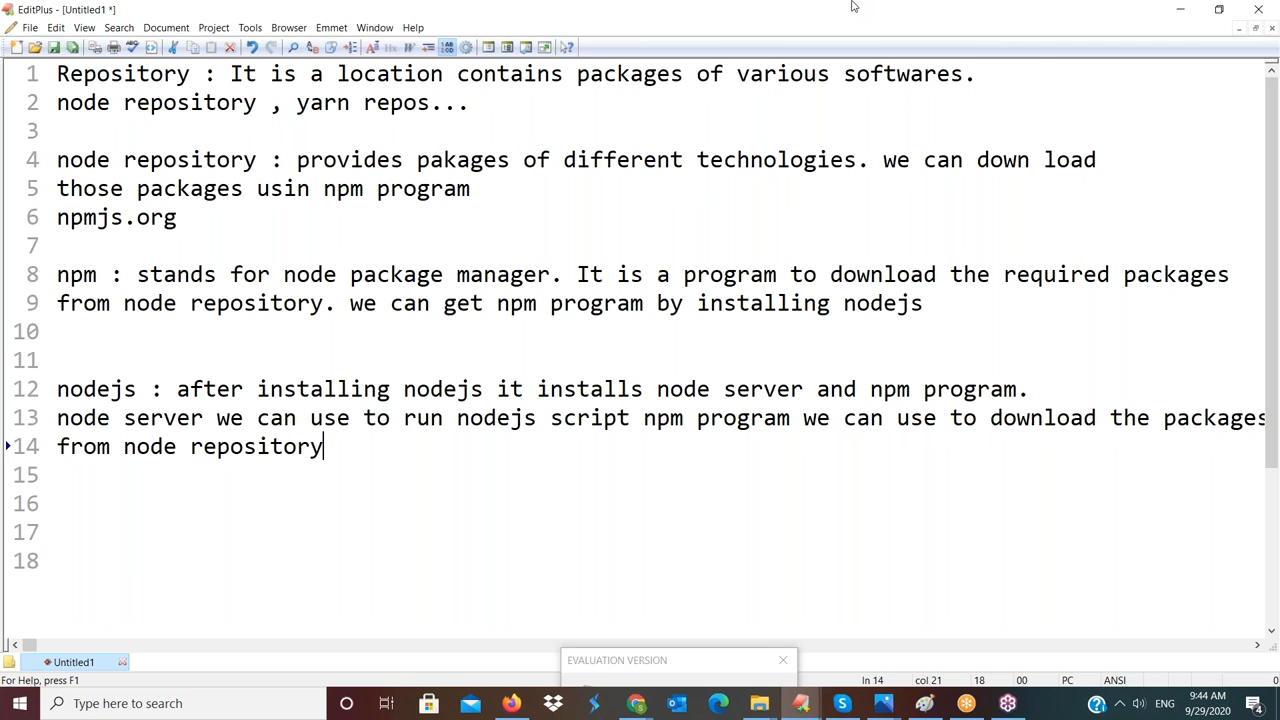 EditPlus - [Untitled1 *]
File Edit View Search Document Project Tools Browser Emmet Window Help
1 Repository : It is a location contains packages of various softwares.
2 node repository , yarn repos...
3
4 node repository : provides pakages of different technologies. we can down load
5 those packages usin npm program
6 npmjs.org
7
8 npm : stands for node package manager. It is a program to download the required packages
9 from node repository. we can get npm program by installing nodejs
10
11
12 nodejs : after installing nodejs it installs node server and npm program.
13 node server we can use to run nodejs script npm program we can use to download the packages
14 from node repository
15
16
17
18
Untitled1
EVALUATION VERSION
For Help, press F1
ln 14 col 21 18 00 PC ANSI 0
Type here to search
ENG
9:44 AM
9/29/2020
4